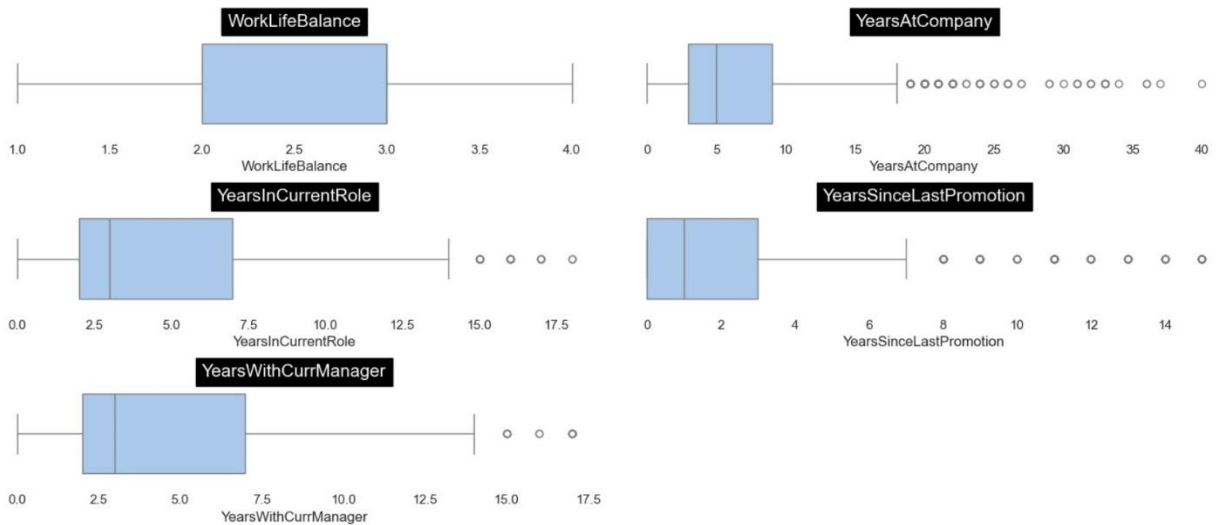 WorkLifeBalance
1.0 1.5 2.0 2.5 3.0 3.5 4.0
WorkLifeBalance
YearsAtCompany
0 5 10 15 20 25 30 35 40
YearsAtCompany
YearsInCurrentRole
0.0 2.5 5.0 7.5 10.0 12.5 15.0 17.5
YearsInCurrentRole
YearsSinceLastPromotion
0 2 4 6 8 10 12 14
YearsSinceLastPromotion
YearsWithCurrManager
0.0 2.5 5.0 7.5 10.0 12.5 15.0 17.5
YearsWithCurrManager